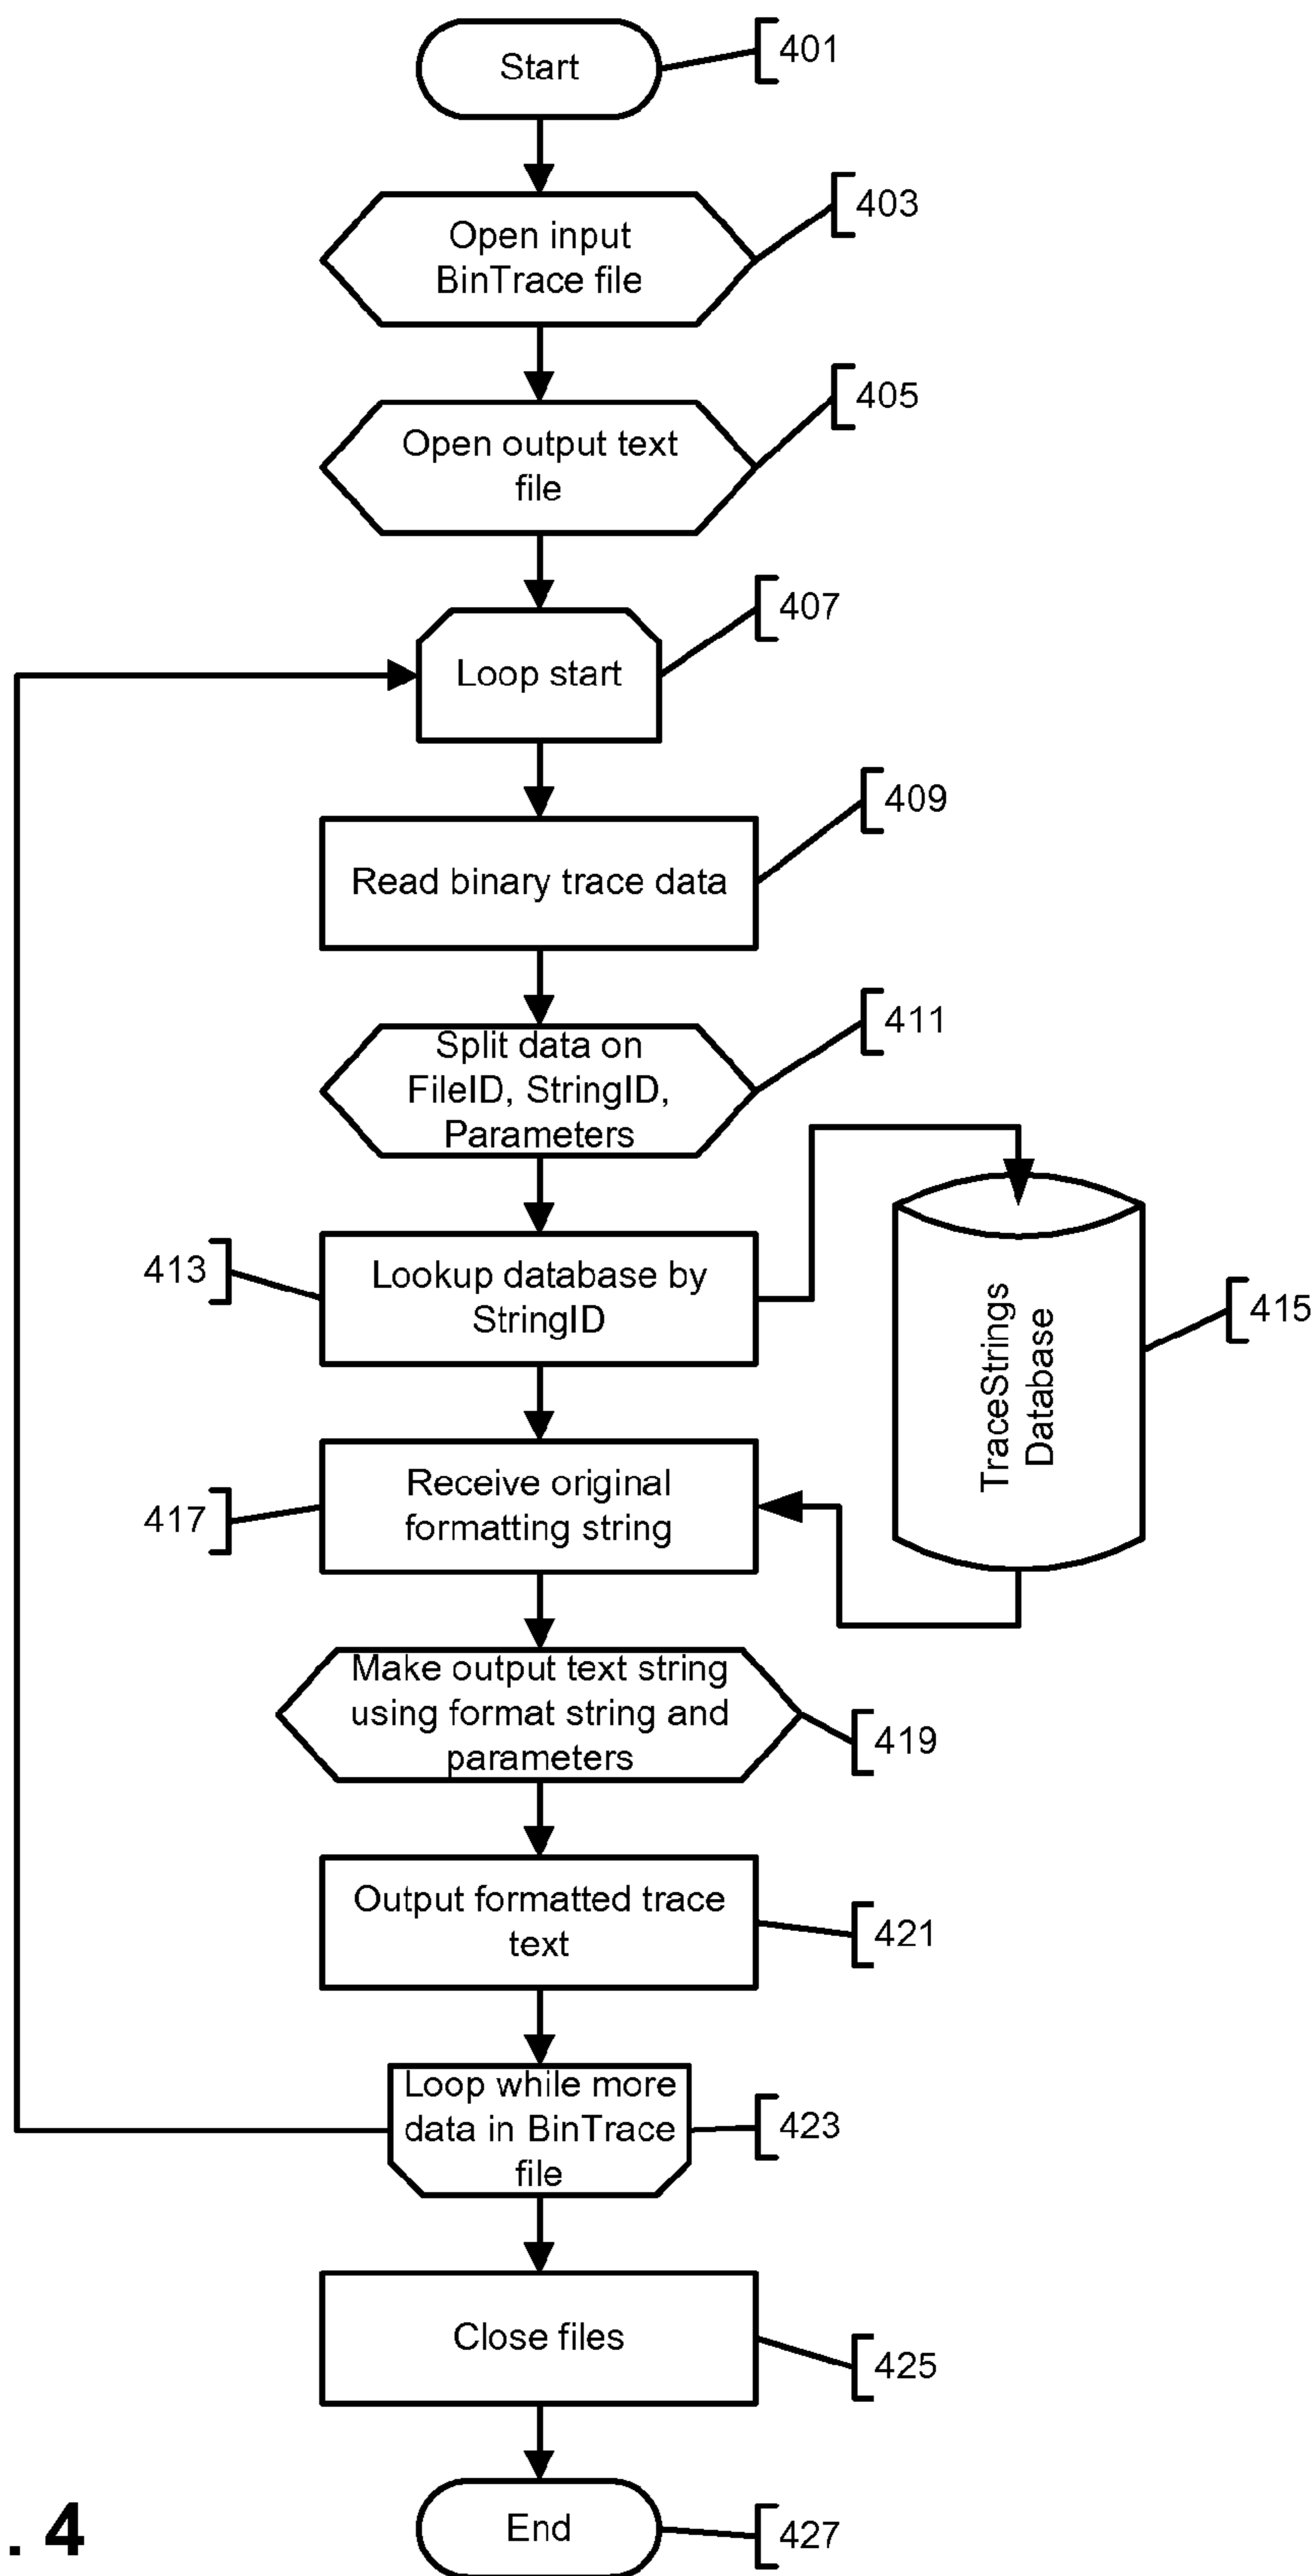 Start
401
Open input
BinTrace file
403
Open output text
file
405
Loop start
407
Read binary trace data
409
Split data on
FileID, StringID,
Parameters
411
Lookup database by
StringID
413
TraceStrings
Database
415
Receive original
formatting string
417
Make output text string
using format string and
parameters
419
Output formatted trace
text
421
Loop while more
data in BinTrace
file
423
Close files
425
End
427
. 4